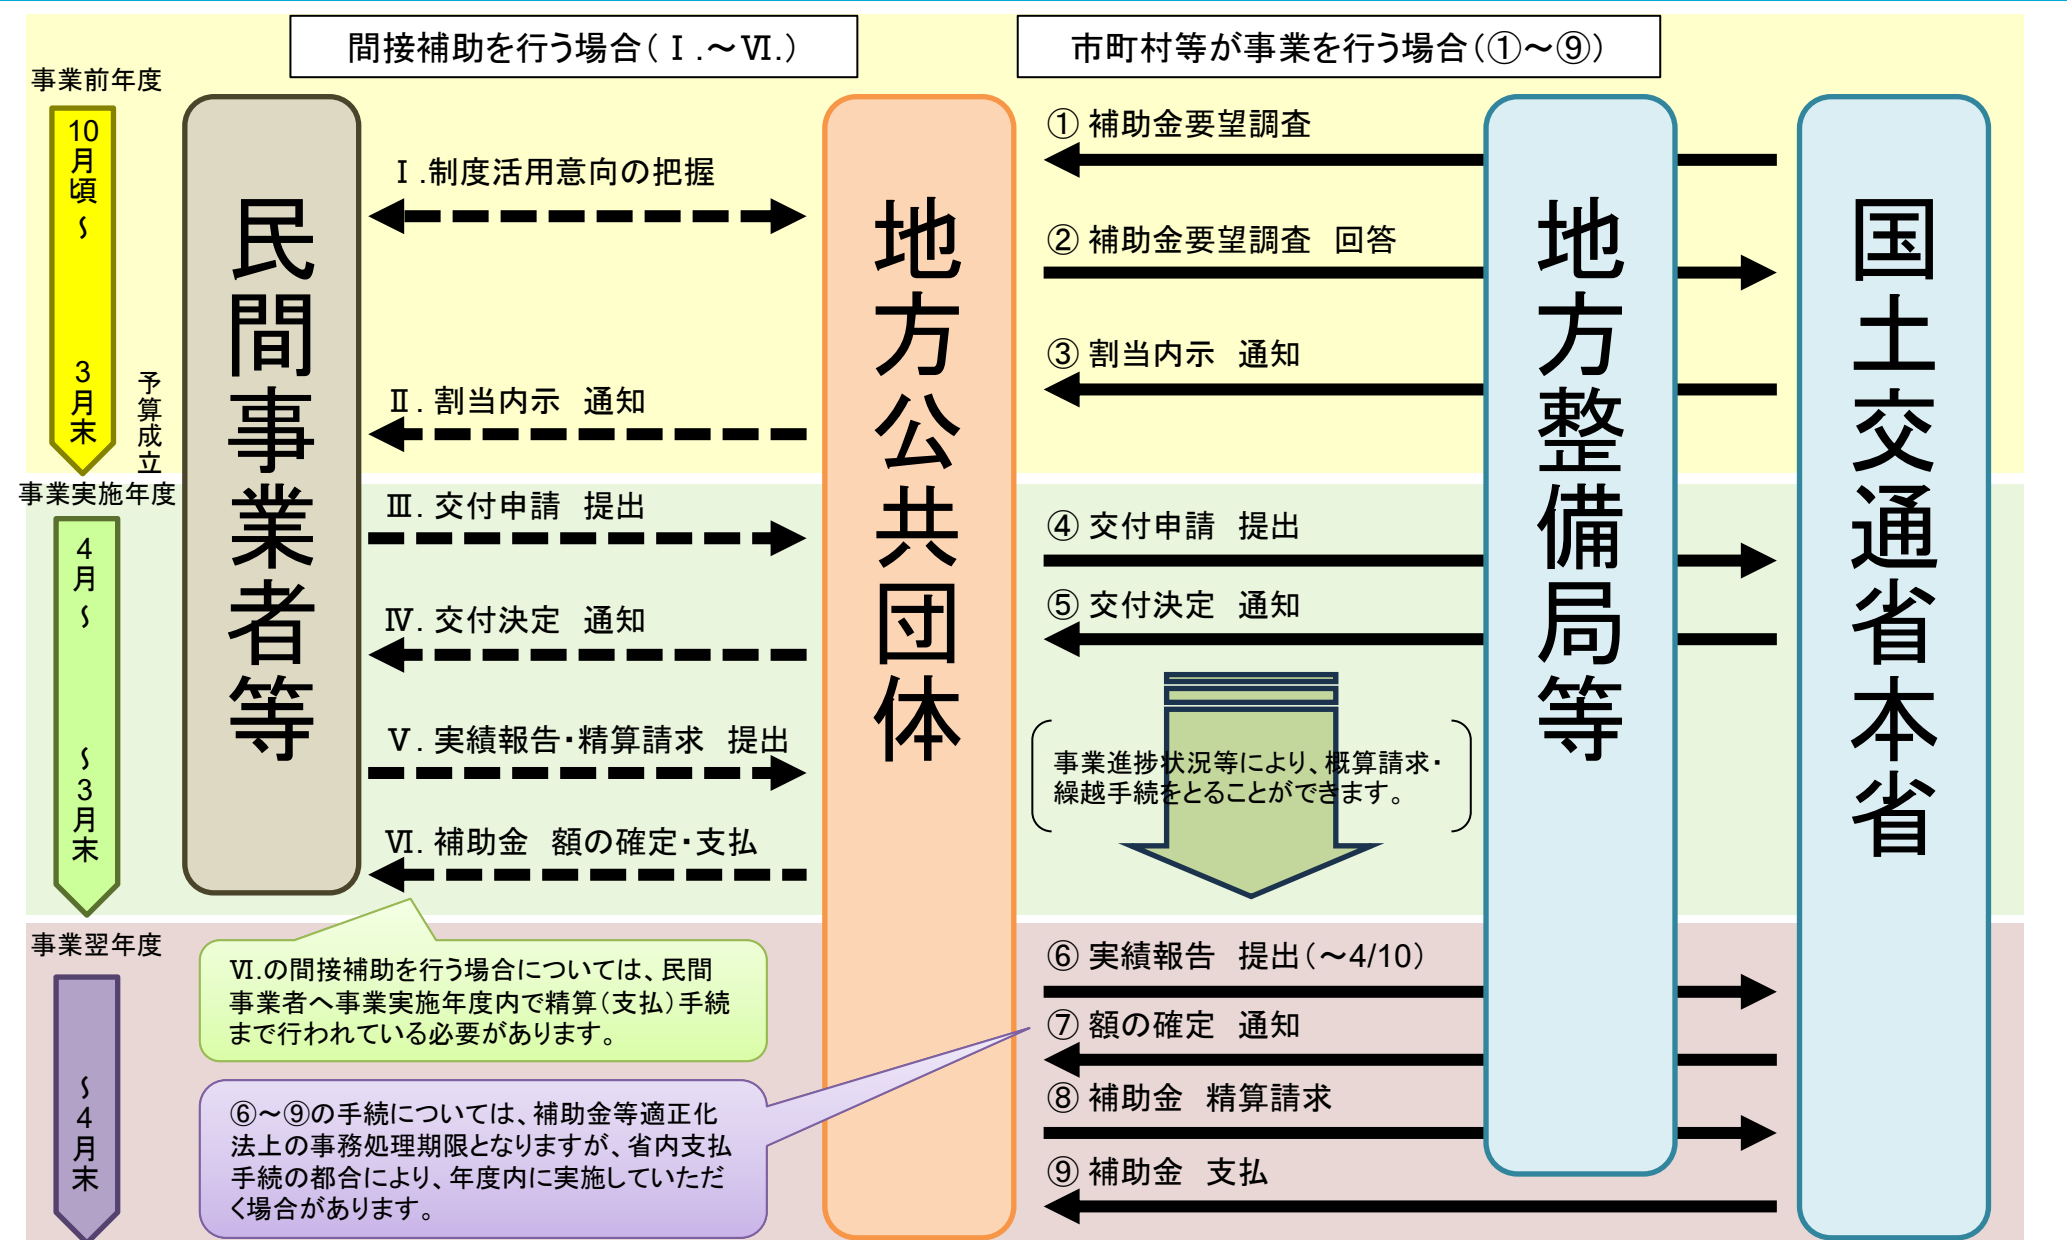 間接補助を行う場合(Ⅰ.～Ⅵ.)
市町村等が事業を行う場合(①～⑨)
事業前年度
10月頃～
3月末
予算成立
事業実施年度
4月～
～3月末
事業翌年度
～4月末
民間事業者等
地方公共団体
地方整備局等
国土交通省本省
Ⅰ.制度活用意向の把握
Ⅱ.割当内示 通知
Ⅲ.交付申請 提出
Ⅳ.交付決定 通知
Ⅴ.実績報告・精算請求 提出
Ⅵ.補助金 額の確定・支払
①補助金要望調査
②補助金要望調査 回答
③割当内示 通知
④交付申請 提出
⑤交付決定 通知
事業進捗状況等により、概算請求・
繰越手続をとることができます。
⑥実績報告 提出(～4/10)
⑦額の確定 通知
⑧補助金 精算請求
⑨補助金 支払
Ⅵ.の間接補助を行う場合については、民間
事業者へ事業実施年度内で精算(支払)手続
まで行われている必要があります。
⑥～⑨の手続については、補助金等適正化
法上の事務処理期限となりますが、省内支払
手続の都合により、年度内に実施していただ
く場合があります。